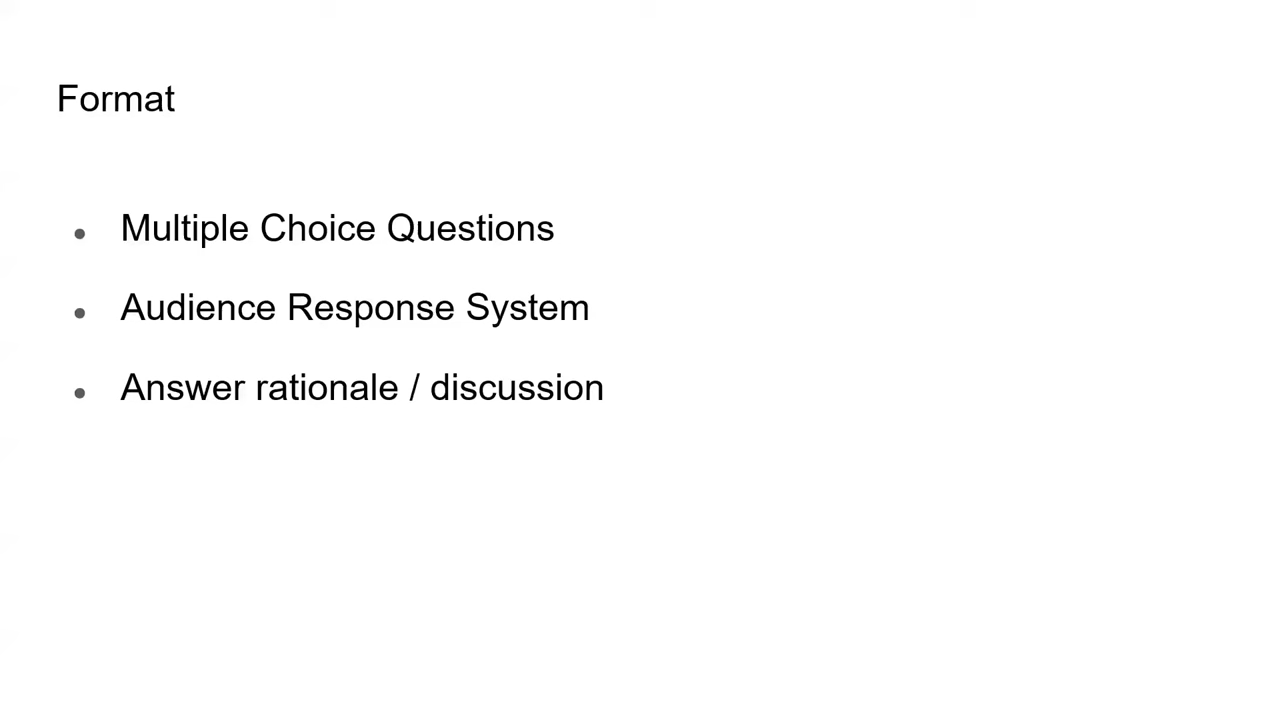 Format
• Multiple Choice Questions
• Audience Response System
• Answer rationale / discussion